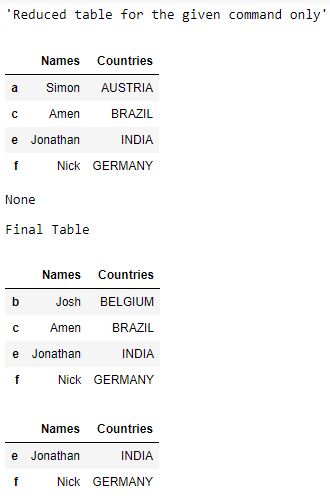 'Reduced table for the given command only'
Names Countries
a Simon AUSTRIA
c Amen BRAZIL
e Jonathan INDIA
f Nick GERMANY
None
Final Table
Names Countries
b Josh BELGIUM
c Amen BRAZIL
e Jonathan INDIA
f Nick GERMANY
Names Countries
e Jonathan INDIA
f Nick GERMANY